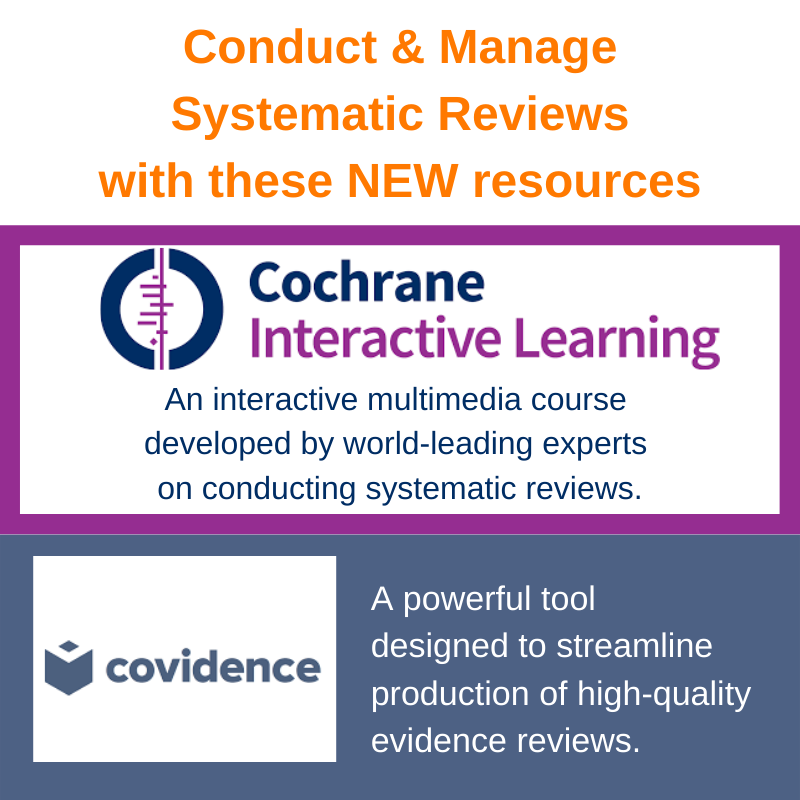 Conduct & Manage
Systematic Reviews
with these NEW resources
Cochrane
Interactive Learning
An interactive multimedia course
developed by world-leading experts
on conducting systematic reviews.
covidence
A powerful tool
designed to streamline
production of high-quality
evidence reviews.